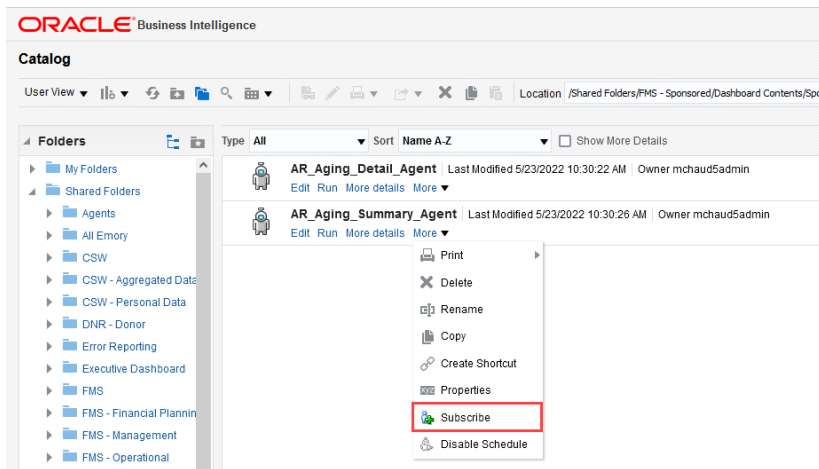 ORACLE Business Intelligence
Catalog
User View Location /Shared Folders/FMS - Sponsored/Dashboard Contents/Spo
Folders Type All Sort Name A-Z Show More Details
My Folders
Shared Folders
Agents
All Emory
CSW
CSW - Aggregated Data
CSW - Personal Data
DNR - Donor
Error Reporting
Executive Dashboard
FMS
FMS - Financial Plannin
FMS - Management
FMS - Operational
AR_Aging_Detail_Agent Last Modified 5/23/2022 10:30:22 AM Owner mchaud5admin
Edit Run More details More
AR_Aging_Summary_Agent Last Modified 5/23/2022 10:30:26 AM Owner mchaud5admin
Edit Run More details More
Print
Delete
Rename
Copy
Create Shortcut
XYZ Properties
Subscribe
Disable Schedule